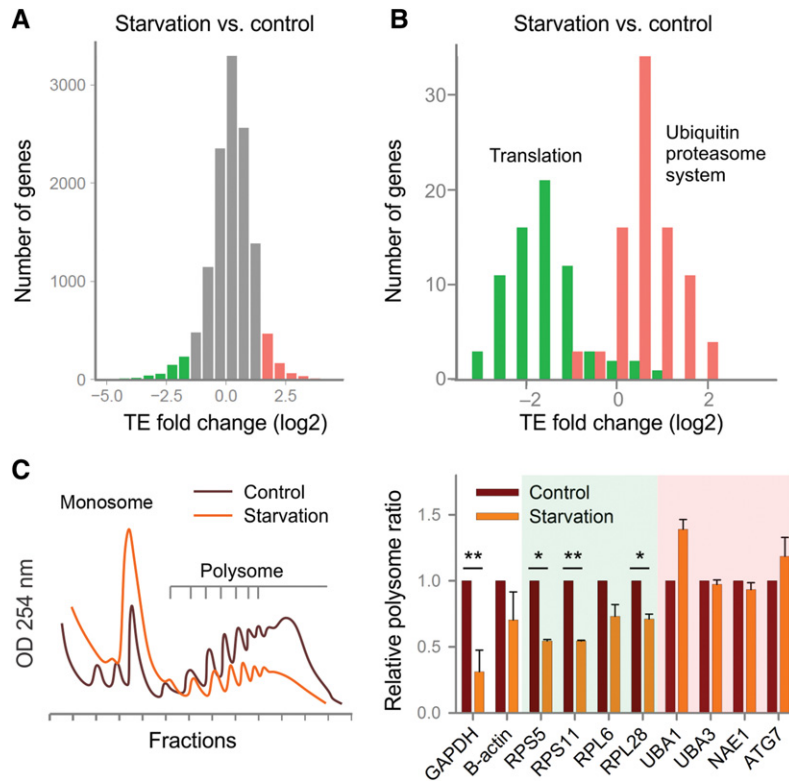 A
Starvation vs. control
Number of genes
3000
2000
1000
0
−5.0
−2.5
0.0
2.5
TE fold change (log2)
B
Starvation vs. control
Number of genes
30
20
10
0
Translation
Ubiquitin
proteasome
system
−2
0
2
TE fold change (log2)
C
Monosome
Control
Starvation
Polysome
OD 254 nm
Fractions
Relative polysome ratio
1.5
1.0
0.5
0.0
Control
Starvation
**
*
**
*
GAPDH
B-actin
RPS5
RPS11
RPL6
RPL28
UBA1
UBA3
NAE1
ATG7